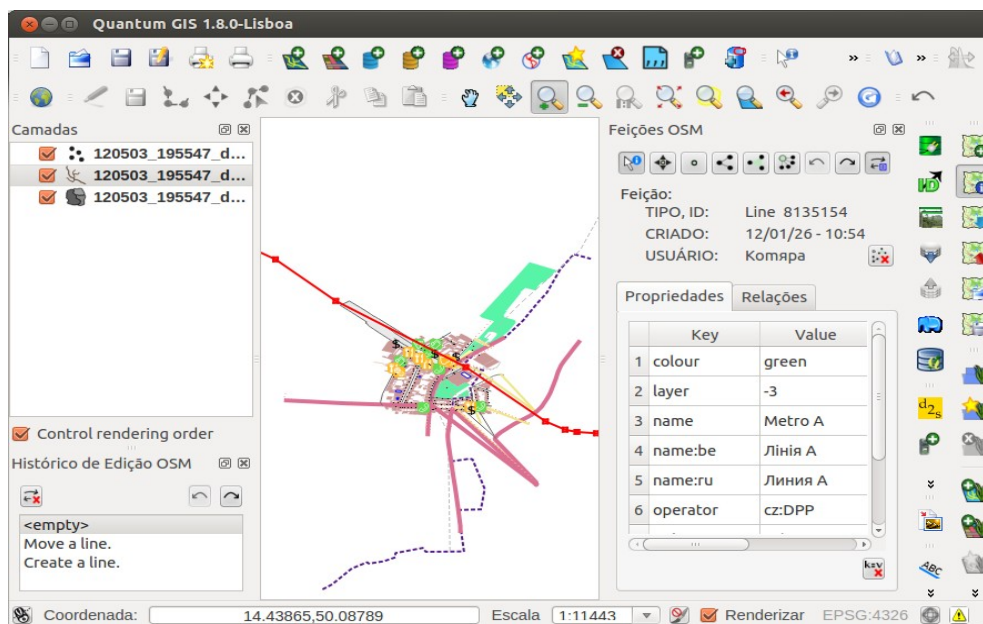 Quantum GIS 1.8.0-Lisboa
Camadas
120503_195547_d...
120503_195547_d...
120503_195547_d...
Control rendering order
Histórico de Edição OSM
<empty>
Move a line.
Create a line.
$
$
$
$
Feições OSM
Feição:
TIPO, ID: Line 8135154
CRIADO: 12/01/26 - 10:54
USUÁRIO: Комяра
Propriedades Relações
Key Value
1 colour green
2 layer -3
3 name Metro A
4 name:be Лінія А
5 name:ru Линия А
6 operator cz:DPP
d2s
ABC
Coordenada: 14.43865,50.08789 Escala 1:11443 Renderizar EPSG:4326